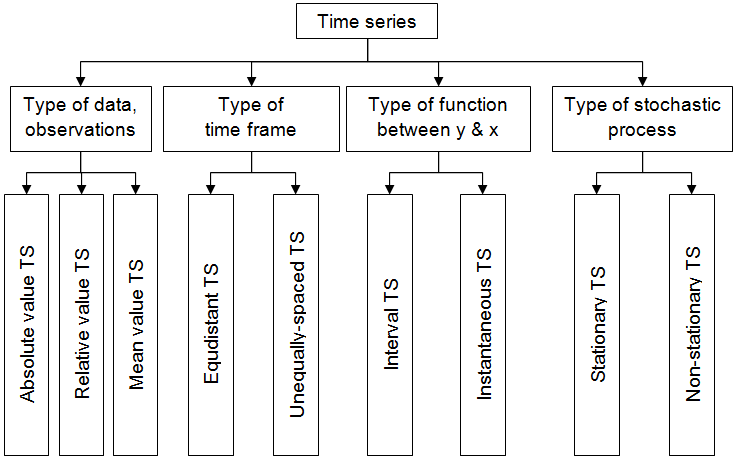 Time series
Type of data,
observations
Type of
time frame
Type of function
between y & x
Type of stochastic
process
Absolute value TS
Relative value TS
Mean value TS
Equdistant TS
Unequally-spaced TS
Interval TS
Instantaneous TS
Stationary TS
Non-stationary TS